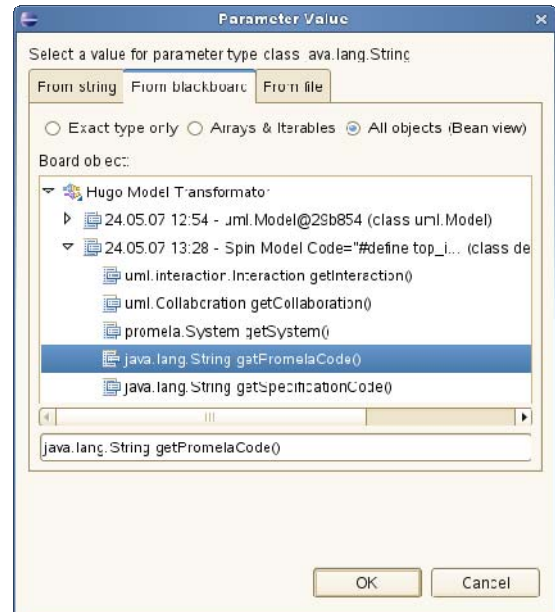 Parameter Value
Select a value for parameter type class ava.lang.String
From string From blackboard From file
Exact type only Arrays & Iterables All objects (Bean view)
Board object:
Hugo Model Transformator
24.05.07 12:54 - uml.Model@29b854 (class uml.Model)
24.05.07 13:28 - Spin Model Code="#define top_i... (class de
uml.interaction.Interaction getInteraction()
uml.Collaboration getCollaboration()
promela.System getSystem()
java.lang.String getPromelaCode()
java.lang.String getSpecificationCode()
java.lang.String getPromelaCode()
OK Cancel